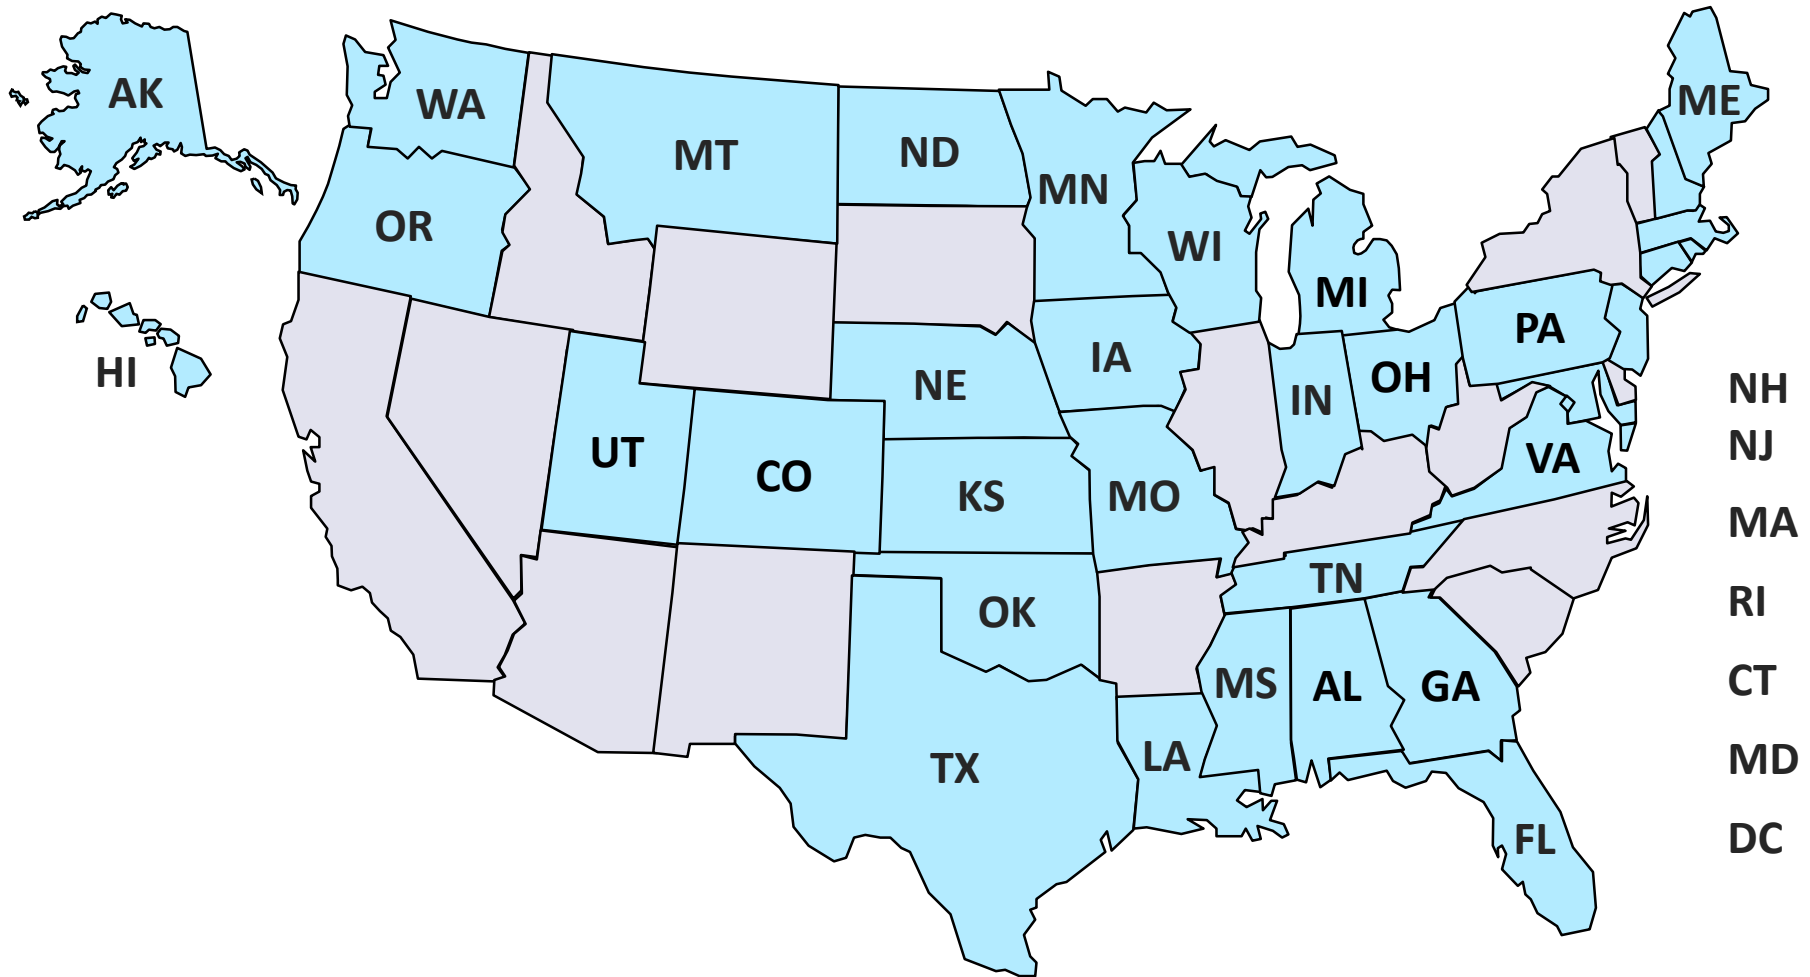 AK
WA
MT
ND
MN
ME
OR
WI
MI
PA
HI
NE
IA
IN
OH
NH
UT
CO
KS
MO
VA
NJ
MA
OK
TN
RI
TX
LA
MS
AL
GA
CT
FL
MD
DC